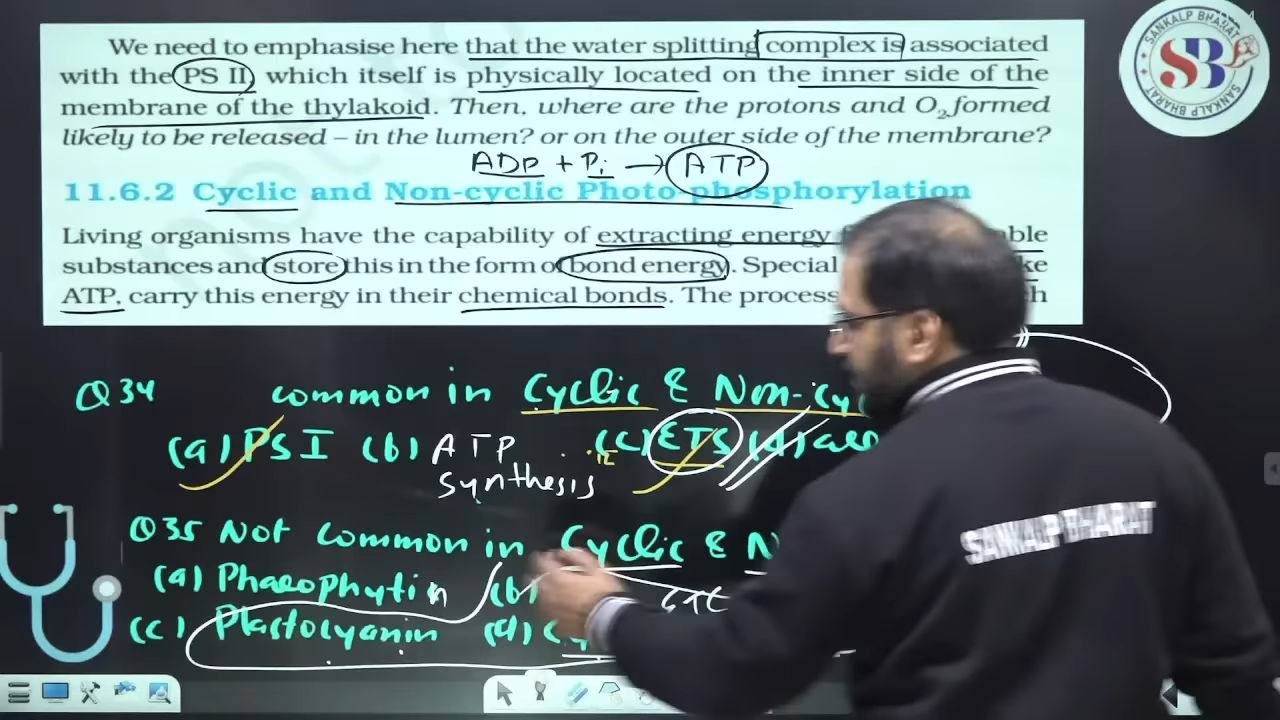 We need to emphasise here that the water splitting complex is associated
with the PS II, which itself is physically located on the inner side of the
membrane of the thylakoid. Then, where are the protons and O2 formed
likely to be released – in the lumen? or on the outer side of the membrane?
ADP + Pi → ATP
11.6.2 Cyclic and Non-cyclic Photo-phosphorylation
Living organisms have the capability of extracting energy
substances and store this in the form of bond energy. Special
ATP, carry this energy in their chemical bonds. The process
Q34 common in Cyclic & Non-cyc
(a) PS I (b) ATP synthesis (c) ETS (d) all
Q35 Not common in Cyclic & N
(a) Phaeophytin (b)
(c) Plastocyanin (d) Cy
SANKALP BHARAT
SB
SANKALP BHARAT
SANKALP BHARAT